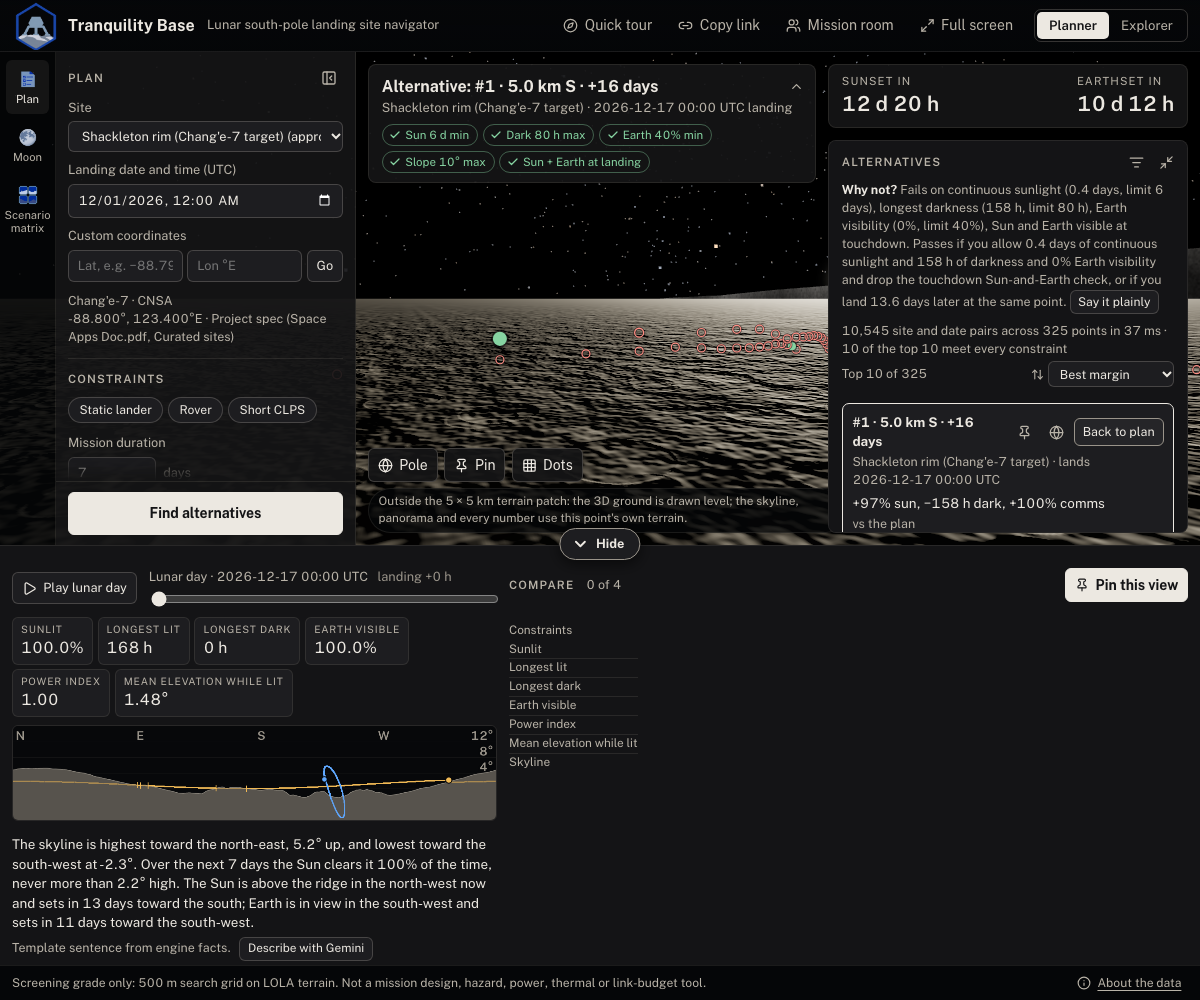 Tranquility Base
Lunar south-pole landing site navigator
Quick tour
Copy link
Mission room
Full screen
Planner
Explorer
Plan
Moon
Scenario
matrix
PLAN
Site
Shackleton rim (Chang'e-7 target) (appro
Landing date and time (UTC)
12/01/2026, 12:00 AM
Custom coordinates
Lat, e.g. −88.79
Lon °E
Go
Chang'e-7 · CNSA
-88.800°, 123.400°E · Project spec (Space
Apps Doc.pdf, Curated sites)
CONSTRAINTS
Static lander
Rover
Short CLPS
Mission duration
7
days
Find alternatives
Alternative: #1 · 5.0 km S · +16 days
Shackleton rim (Chang'e-7 target) · 2026-12-17 00:00 UTC landing
Sun 6 d min
Dark 80 h max
Earth 40% min
Slope 10° max
Sun + Earth at landing
Pole
Pin
Dots
Outside the 5 × 5 km terrain patch: the 3D ground is drawn level; the skyline,
panorama and every number use this point's own terrain.
SUNSET IN
12 d 20 h
EARTHSET IN
10 d 12 h
ALTERNATIVES
Why not? Fails on continuous sunlight (0.4 days, limit 6
days), longest darkness (158 h, limit 80 h), Earth
visibility (0%, limit 40%), Sun and Earth visible at
touchdown. Passes if you allow 0.4 days of continuous
sunlight and 158 h of darkness and 0% Earth visibility
and drop the touchdown Sun-and-Earth check, or if you
land 13.6 days later at the same point. Say it plainly
10,545 site and date pairs across 325 points in 37 ms ·
10 of the top 10 meet every constraint
Top 10 of 325
Best margin
#1 · 5.0 km S · +16
days
Back to plan
Shackleton rim (Chang'e-7 target) · lands
2026-12-17 00:00 UTC
+97% sun, −158 h dark, +100% comms
vs the plan
Hide
Play lunar day
Lunar day · 2026-12-17 00:00 UTC landing +0 h
SUNLIT
100.0%
LONGEST LIT
168 h
LONGEST DARK
0 h
EARTH VISIBLE
100.0%
POWER INDEX
1.00
MEAN ELEVATION WHILE LIT
1.48°
N
E
S
W
12°
8°
4°
The skyline is highest toward the north-east, 5.2° up, and lowest toward the
south-west at -2.3°. Over the next 7 days the Sun clears it 100% of the time,
never more than 2.2° high. The Sun is above the ridge in the north-west now
and sets in 13 days toward the south; Earth is in view in the south-west and
sets in 11 days toward the south-west.
Template sentence from engine facts.
Describe with Gemini
COMPARE 0 of 4
Pin this view
Constraints
Sunlit
Longest lit
Longest dark
Earth visible
Power index
Mean elevation while lit
Skyline
Screening grade only: 500 m search grid on LOLA terrain. Not a mission design, hazard, power, thermal or link-budget tool.
About the data